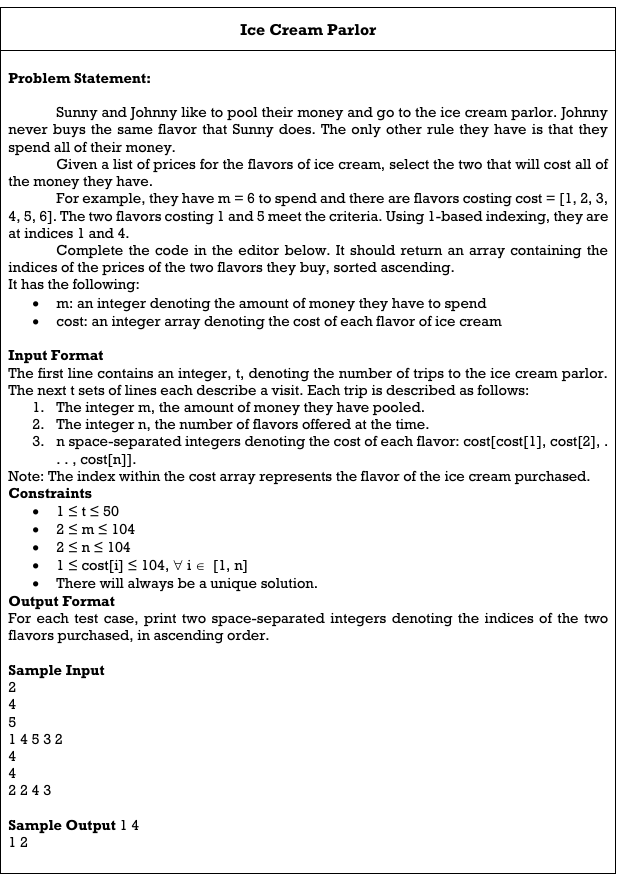 Ice Cream Parlor
Problem Statement:
Sunny and Johnny like to pool their money and go to the ice cream parlor. Johnny
never buys the same flavor that Sunny does. The only other rule they have is that they
spend all of their money.
Given a list of prices for the flavors of ice cream, select the two that will cost all of
the money they have.
For example, they have m = 6 to spend and there are flavors costing cost = [1, 2, 3,
4, 5, 6]. The two flavors costing 1 and 5 meet the criteria. Using 1-based indexing, they are
at indices 1 and 4.
Complete the code in the editor below. It should return an array containing the
indices of the prices of the two flavors they buy, sorted ascending.
It has the following:
• m: an integer denoting the amount of money they have to spend
• cost: an integer array denoting the cost of each flavor of ice cream
Input Format
The first line contains an integer, t, denoting the number of trips to the ice cream parlor.
The next t sets of lines each describe a visit. Each trip is described as follows:
1. The integer m, the amount of money they have pooled.
2. The integer n, the number of flavors offered at the time.
3. n space-separated integers denoting the cost of each flavor: cost[cost[1], cost[2], .
. . , cost[n]].
Note: The index within the cost array represents the flavor of the ice cream purchased.
Constraints
• 1 ≤ t ≤ 50
• 2 ≤ m ≤ 104
• 2 ≤ n ≤ 104
• 1 ≤ cost[i] ≤ 104, ∀ i ∈ [1, n]
• There will always be a unique solution.
Output Format
For each test case, print two space-separated integers denoting the indices of the two
flavors purchased, in ascending order.
Sample Input
2
4
5
1 4 5 3 2
4
4
2 2 4 3
Sample Output 1 4
1 2